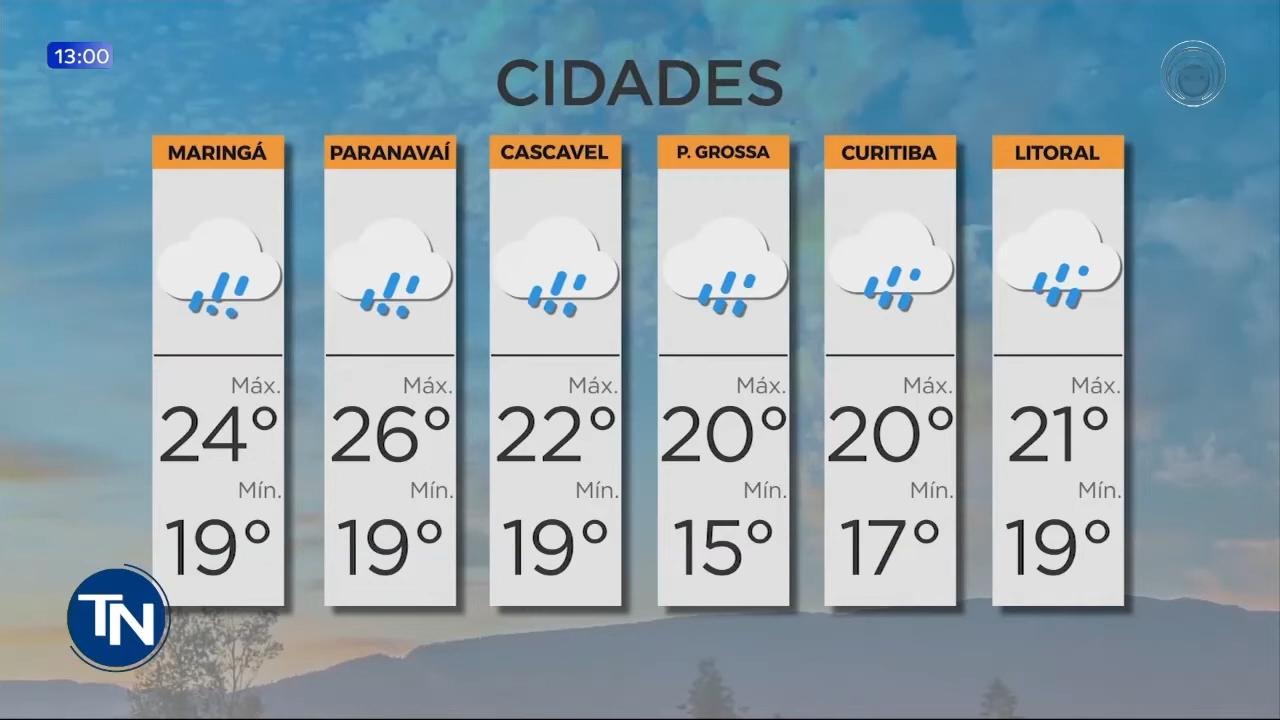 13:00
CIDADES
MARINGÁ
PARANAVAÍ
CASCAVEL
P. GROSSA
CURITIBA
LITORAL
Máx. Máx. Máx. Máx. Máx. Máx.
24° 26° 22° 20° 20° 21°
Mín. Mín. Mín. Mín. Mín. Mín.
19° 19° 19° 15° 17° 19°
TN